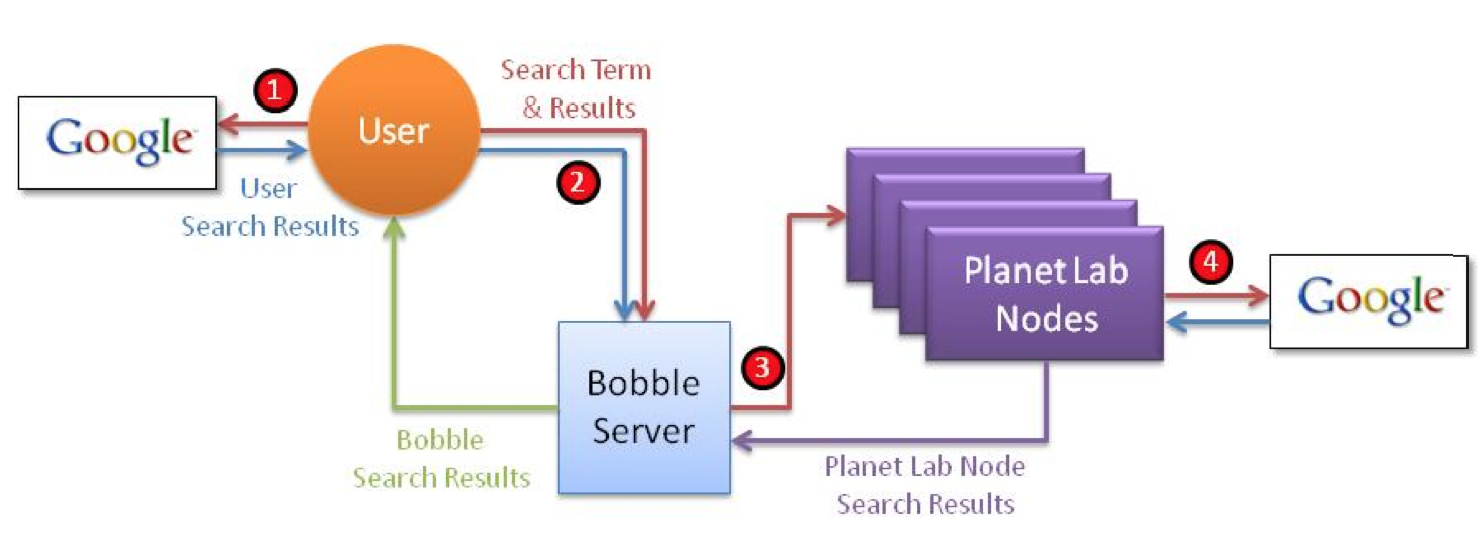 1
Google
User
User
Search Results
Search Term
& Results
2
Bobble
Server
Bobble
Search Results
3
Planet Lab
Nodes
4
Google
Planet Lab Node
Search Results